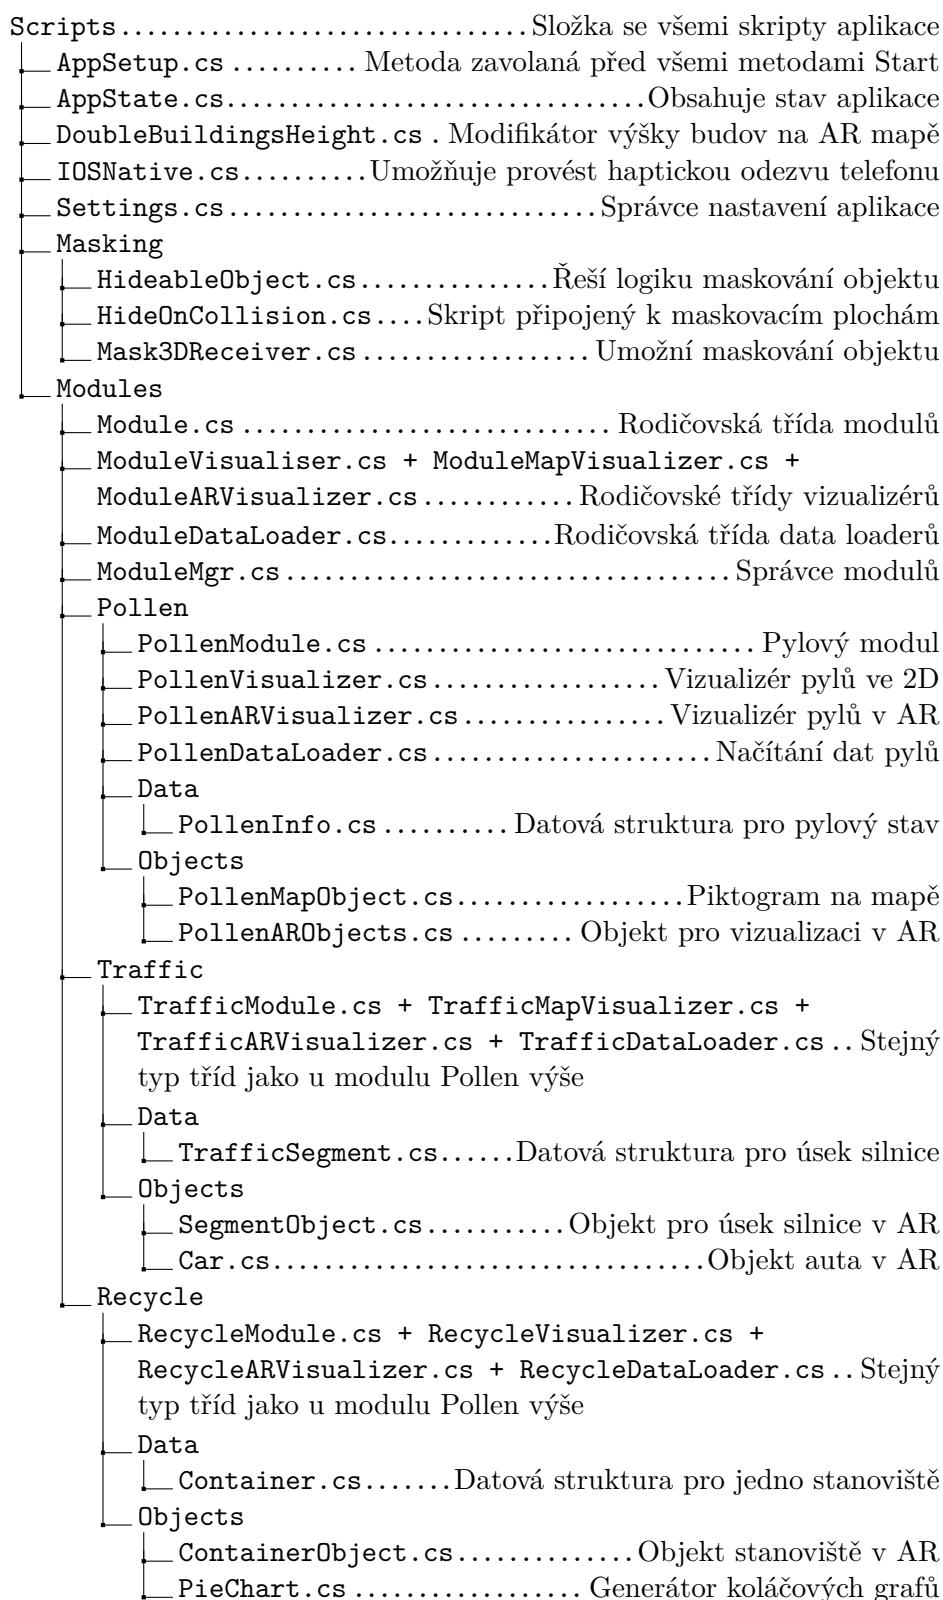 Scripts................................Složka se všemi skripty aplikace
AppSetup.cs .......... Metoda zavolaná před všemi metodami Start
AppState.cs.................................Obsahuje stav aplikace
DoubleBuildingsHeight.cs . Modifikátor výšky budov na AR mapě
IOSNative.cs..........Umožňuje provést haptickou odezvu telefonu
Settings.cs.............................Správce nastavení aplikace
Masking
HideableObject.cs...............Řeší logiku maskování objektu
HideOnCollision.cs....Skript připojený k maskovacím plochám
Mask3DReceiver.cs..................Umožní maskování objektu
Modules
Module.cs ............................. Rodičovská třída modulů
ModuleVisualiser.cs + ModuleMapVisualizer.cs +
ModuleARVisualizer.cs............Rodičovské třídy vizualizérů
ModuleDataLoader.cs.............Rodičovská třída data loaderů
ModuleMgr.cs...................................Správce modulů
Pollen
PollenModule.cs.............................. Pylový modul
PollenVisualizer.cs..................Vizualizér pylů ve 2D
PollenARVisualizer.cs................Vizualizér pylů v AR
PollenDataLoader.cs......................Načítání dat pylů
Data
PollenInfo.cs .......... Datová struktura pro pylový stav
Objects
PollenMapObject.cs..................Piktogram na mapě
PollenARObjects.cs ......... Objekt pro vizualizaci v AR
Traffic
TrafficModule.cs + TrafficMapVisualizer.cs +
TrafficARVisualizer.cs + TrafficDataLoader.cs.. Stejný
typ tříd jako u modulu Pollen výše
Data
TrafficSegment.cs......Datová struktura pro úsek silnice
Objects
SegmentObject.cs...........Objekt pro úsek silnice v AR
Car.cs..................................Objekt auta v AR
Recycle
RecycleModule.cs + RecycleVisualizer.cs +
RecycleARVisualizer.cs + RecycleDataLoader.cs.. Stejný
typ tříd jako u modulu Pollen výše
Data
Container.cs.......Datová struktura pro jedno stanoviště
Objects
ContainerObject.cs..............Objekt stanoviště v AR
PieChart.cs .................. Generátor koláčových grafů